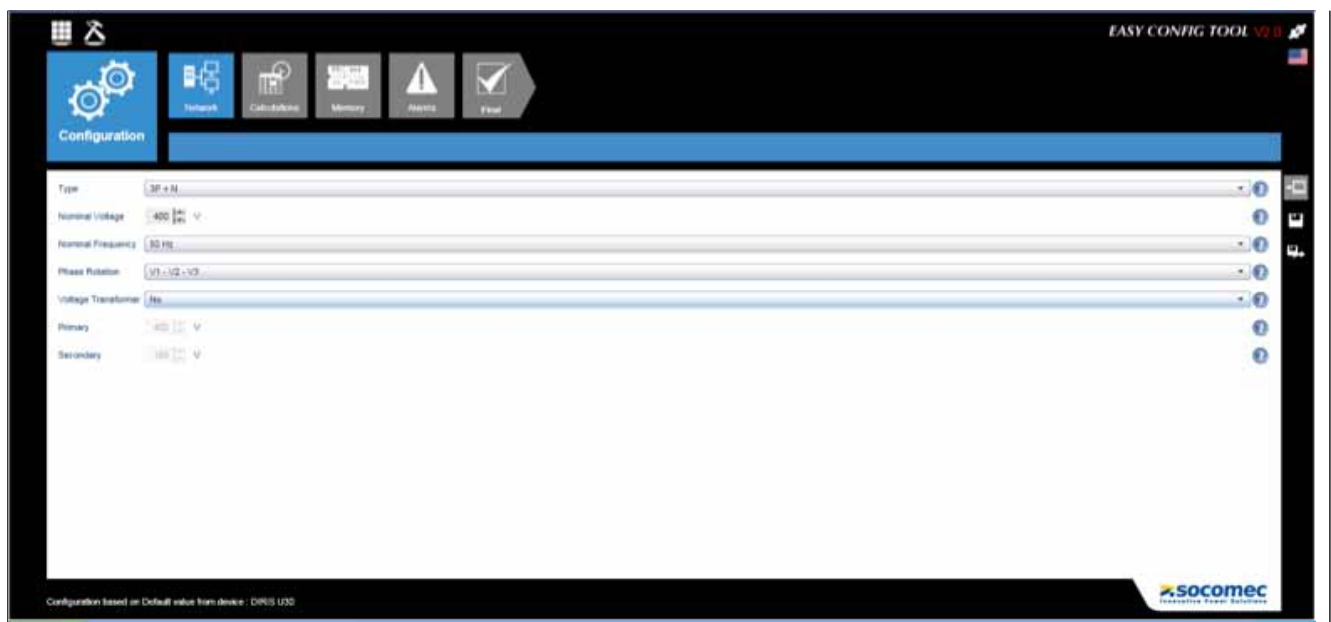 EASY CONFIG TOOL V2.0
Network
Calculations
Memory
Alarms
Final
Configuration
Type 3P + N
Nominal Voltage 400 V
Nominal Frequency 50 Hz
Phase Rotation V1 - V2 - V3
Voltage Transformer No
Primary 400 V
Secondary V
Configuration based on Default value from device : DIRIS U30
socomec
Innovative Power Solutions